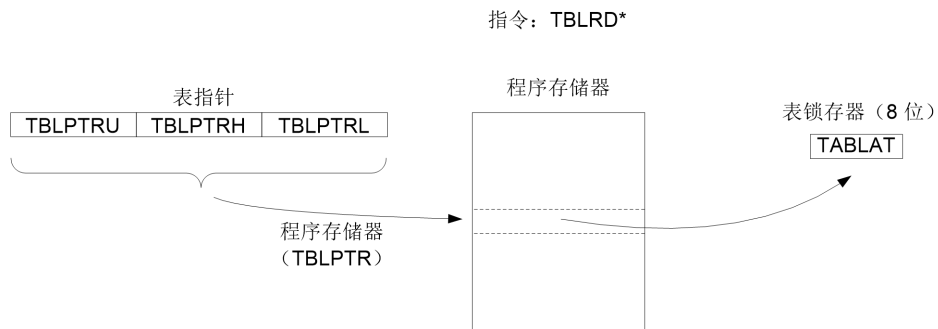 指令：TBLRD*
表指针
程序存储器
表锁存器（8 位）
TBLPTRU TBLPTRH TBLPTRL
TABLAT
程序存储器
（TBLPTR）